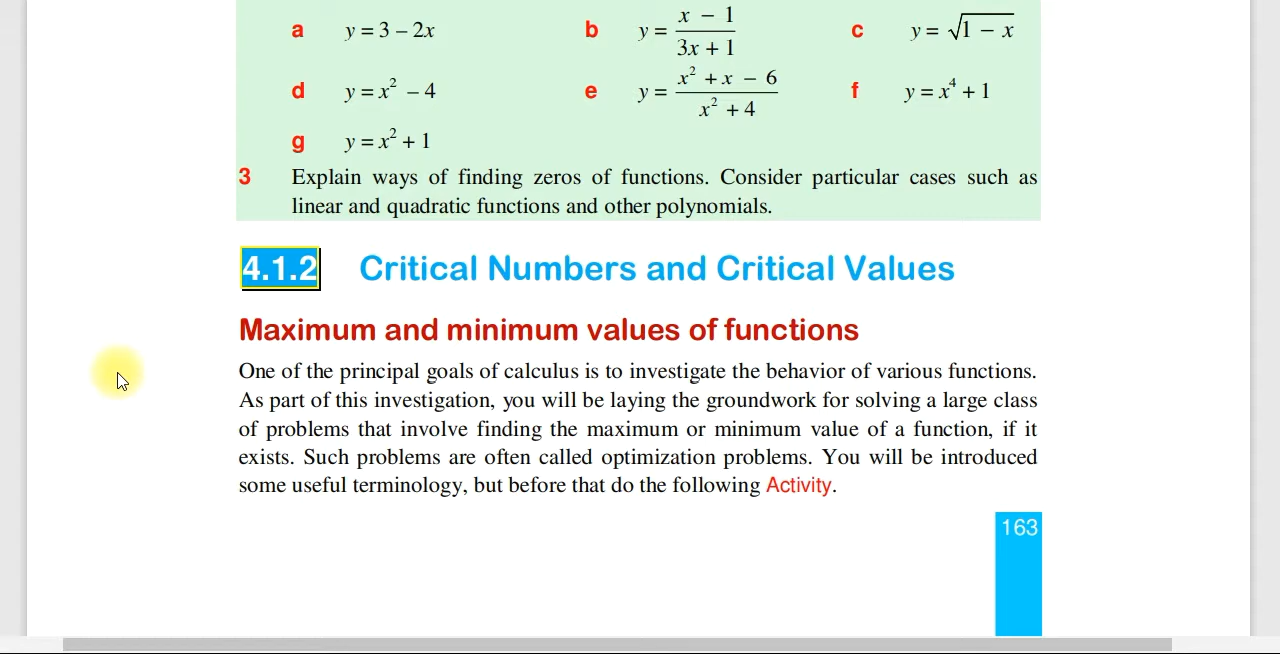 a y = 3 – 2x b y = (x − 1)/(3x + 1) c y = √(1 − x)
d y = x² − 4 e y = (x² + x − 6)/(x² + 4) f y = x⁴ + 1
g y = x² + 1
3 Explain ways of finding zeros of functions. Consider particular cases such as
linear and quadratic functions and other polynomials.
4.1.2 Critical Numbers and Critical Values
Maximum and minimum values of functions
One of the principal goals of calculus is to investigate the behavior of various functions.
As part of this investigation, you will be laying the groundwork for solving a large class
of problems that involve finding the maximum or minimum value of a function, if it
exists. Such problems are often called optimization problems. You will be introduced
some useful terminology, but before that do the following Activity.
163